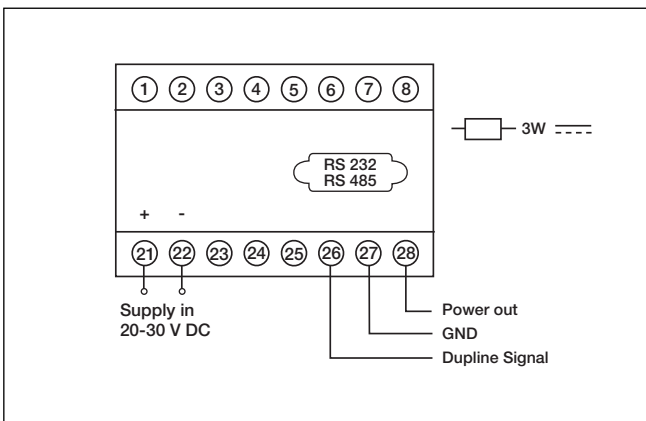 1 2 3 4 5 6 7 8
3W
RS 232
RS 485
+ -
21 22 23 24 25 26 27 28
Supply in
20-30 V DC
Power out
GND
Dupline Signal